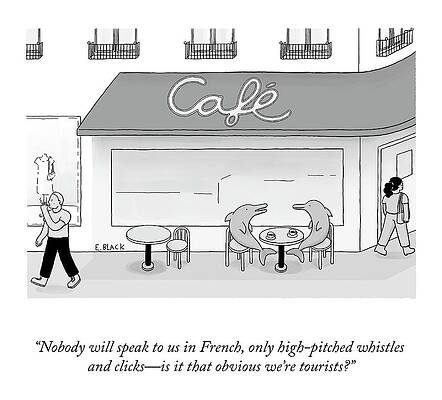 Café
E. BLACK
“Nobody will speak to us in French, only high-pitched whistles
and clicks—is it that obvious we’re tourists?”